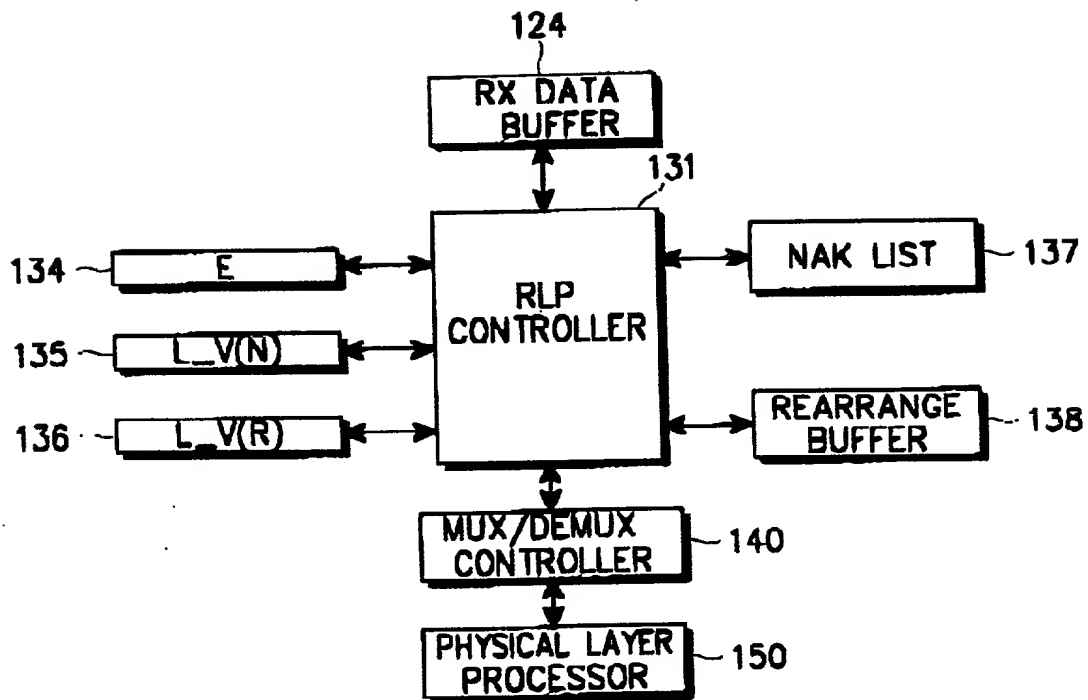 124
RX DATA
BUFFER
131
134
E
RLP
CONTROLLER
NAK LIST
137
135
L_V(N)
136
L_V(R)
REARRANGE
BUFFER
138
MUX/DEMUX
CONTROLLER
140
PHYSICAL LAYER
PROCESSOR
150